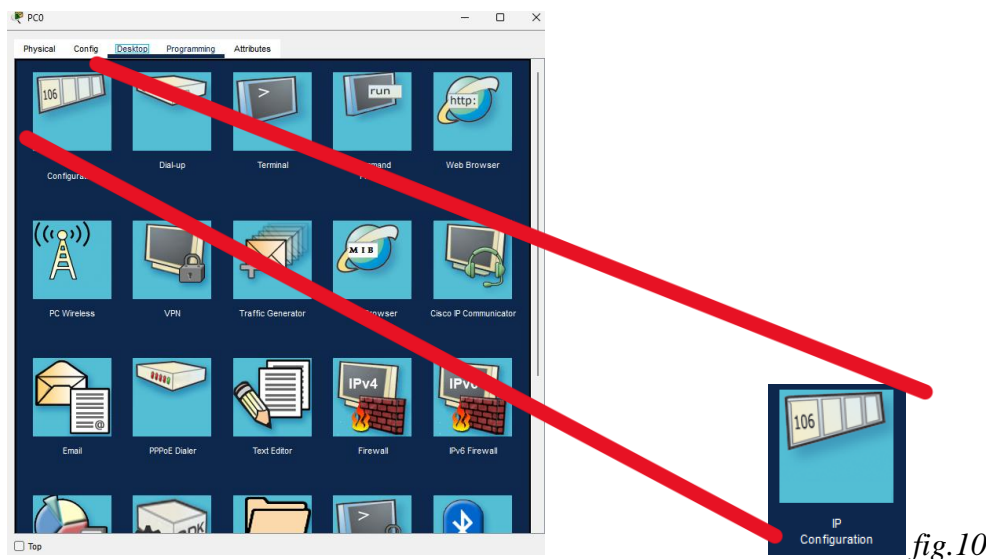 PC0
Physical Config Desktop Programming Attributes
106
>
run
http:
Dial-up
Terminal
Web Browser
MIB
PC Wireless
VPN
Traffic Generator
Cisco IP Communicator
IPv4
@
Email
PPPoE Dialer
Text Editor
Firewall
IPv6 Firewall
>
Top
106
IP
Configuration
fig.10